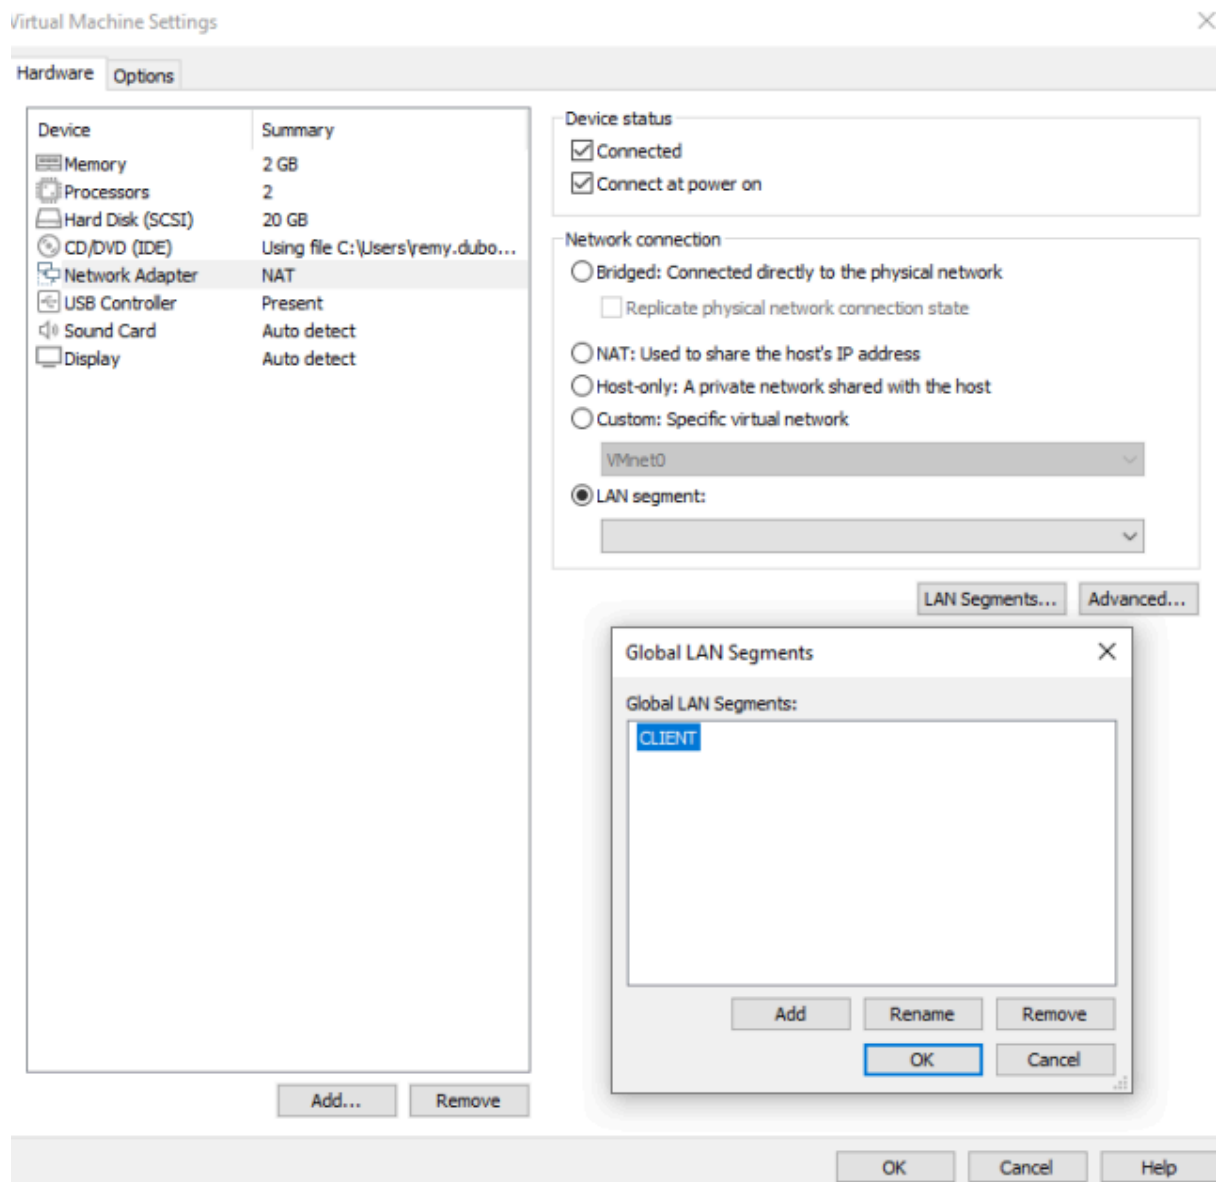 Virtual Machine Settings
Hardware Options
Device Summary
Memory 2 GB
Processors 2
Hard Disk (SCSI) 20 GB
CD/DVD (IDE) Using file C:\Users\remy.dubo...
Network Adapter NAT
USB Controller Present
Sound Card Auto detect
Display Auto detect
Add... Remove
Device status
Connected
Connect at power on
Network connection
Bridged: Connected directly to the physical network
Replicate physical network connection state
NAT: Used to share the host's IP address
Host-only: A private network shared with the host
Custom: Specific virtual network
VMnet0
LAN segment:
LAN Segments... Advanced...
Global LAN Segments
Global LAN Segments:
CLIENT
Add Rename Remove
OK Cancel
OK Cancel Help